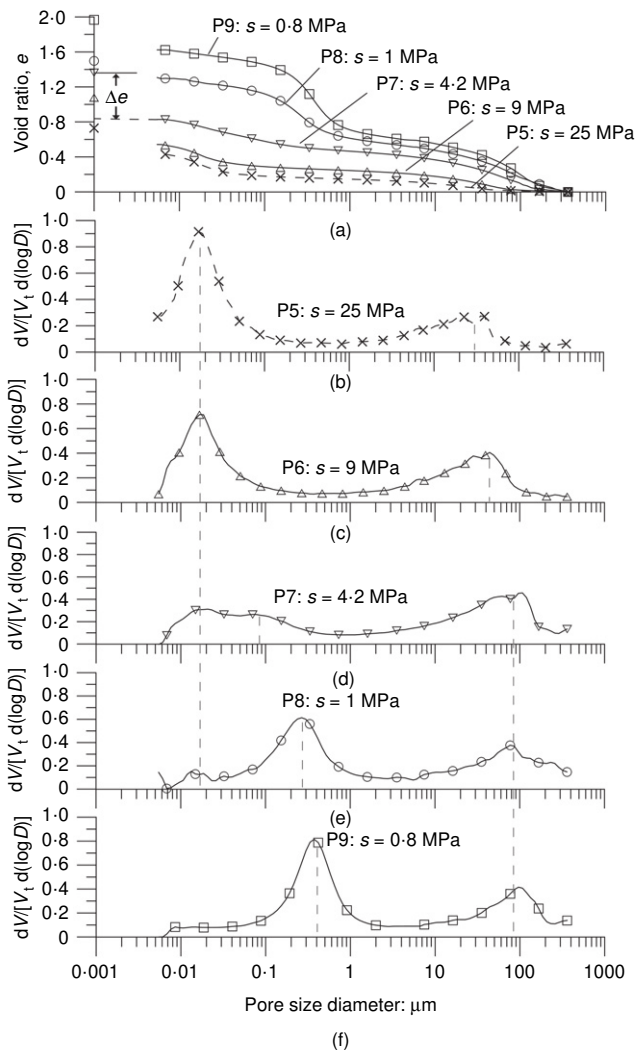 2·0
1·6
1·2
0·8
0·4
0
Void ratio, e
Δe
P9: s = 0·8 MPa
P8: s = 1 MPa
P7: s = 4·2 MPa
P6: s = 9 MPa
P5: s = 25 MPa
(a)
1·0
0·8
0·6
0·4
0·2
0
dV/[Vt d(logD)]
P5: s = 25 MPa
(b)
1·0
0·8
0·6
0·4
0·2
0
dV/[Vt d(logD)]
P6: s = 9 MPa
(c)
1·0
0·8
0·6
0·4
0·2
0
dV/[Vt d(logD)]
P7: s = 4·2 MPa
(d)
1·0
0·8
0·6
0·4
0·2
0
dV/[Vt d(logD)]
P8: s = 1 MPa
(e)
1·0
0·8
0·6
0·4
0·2
0
dV/[Vt d(logD)]
P9: s = 0·8 MPa
0·001 0·01 0·1 1 10 100 1000
Pore size diameter: μm
(f)